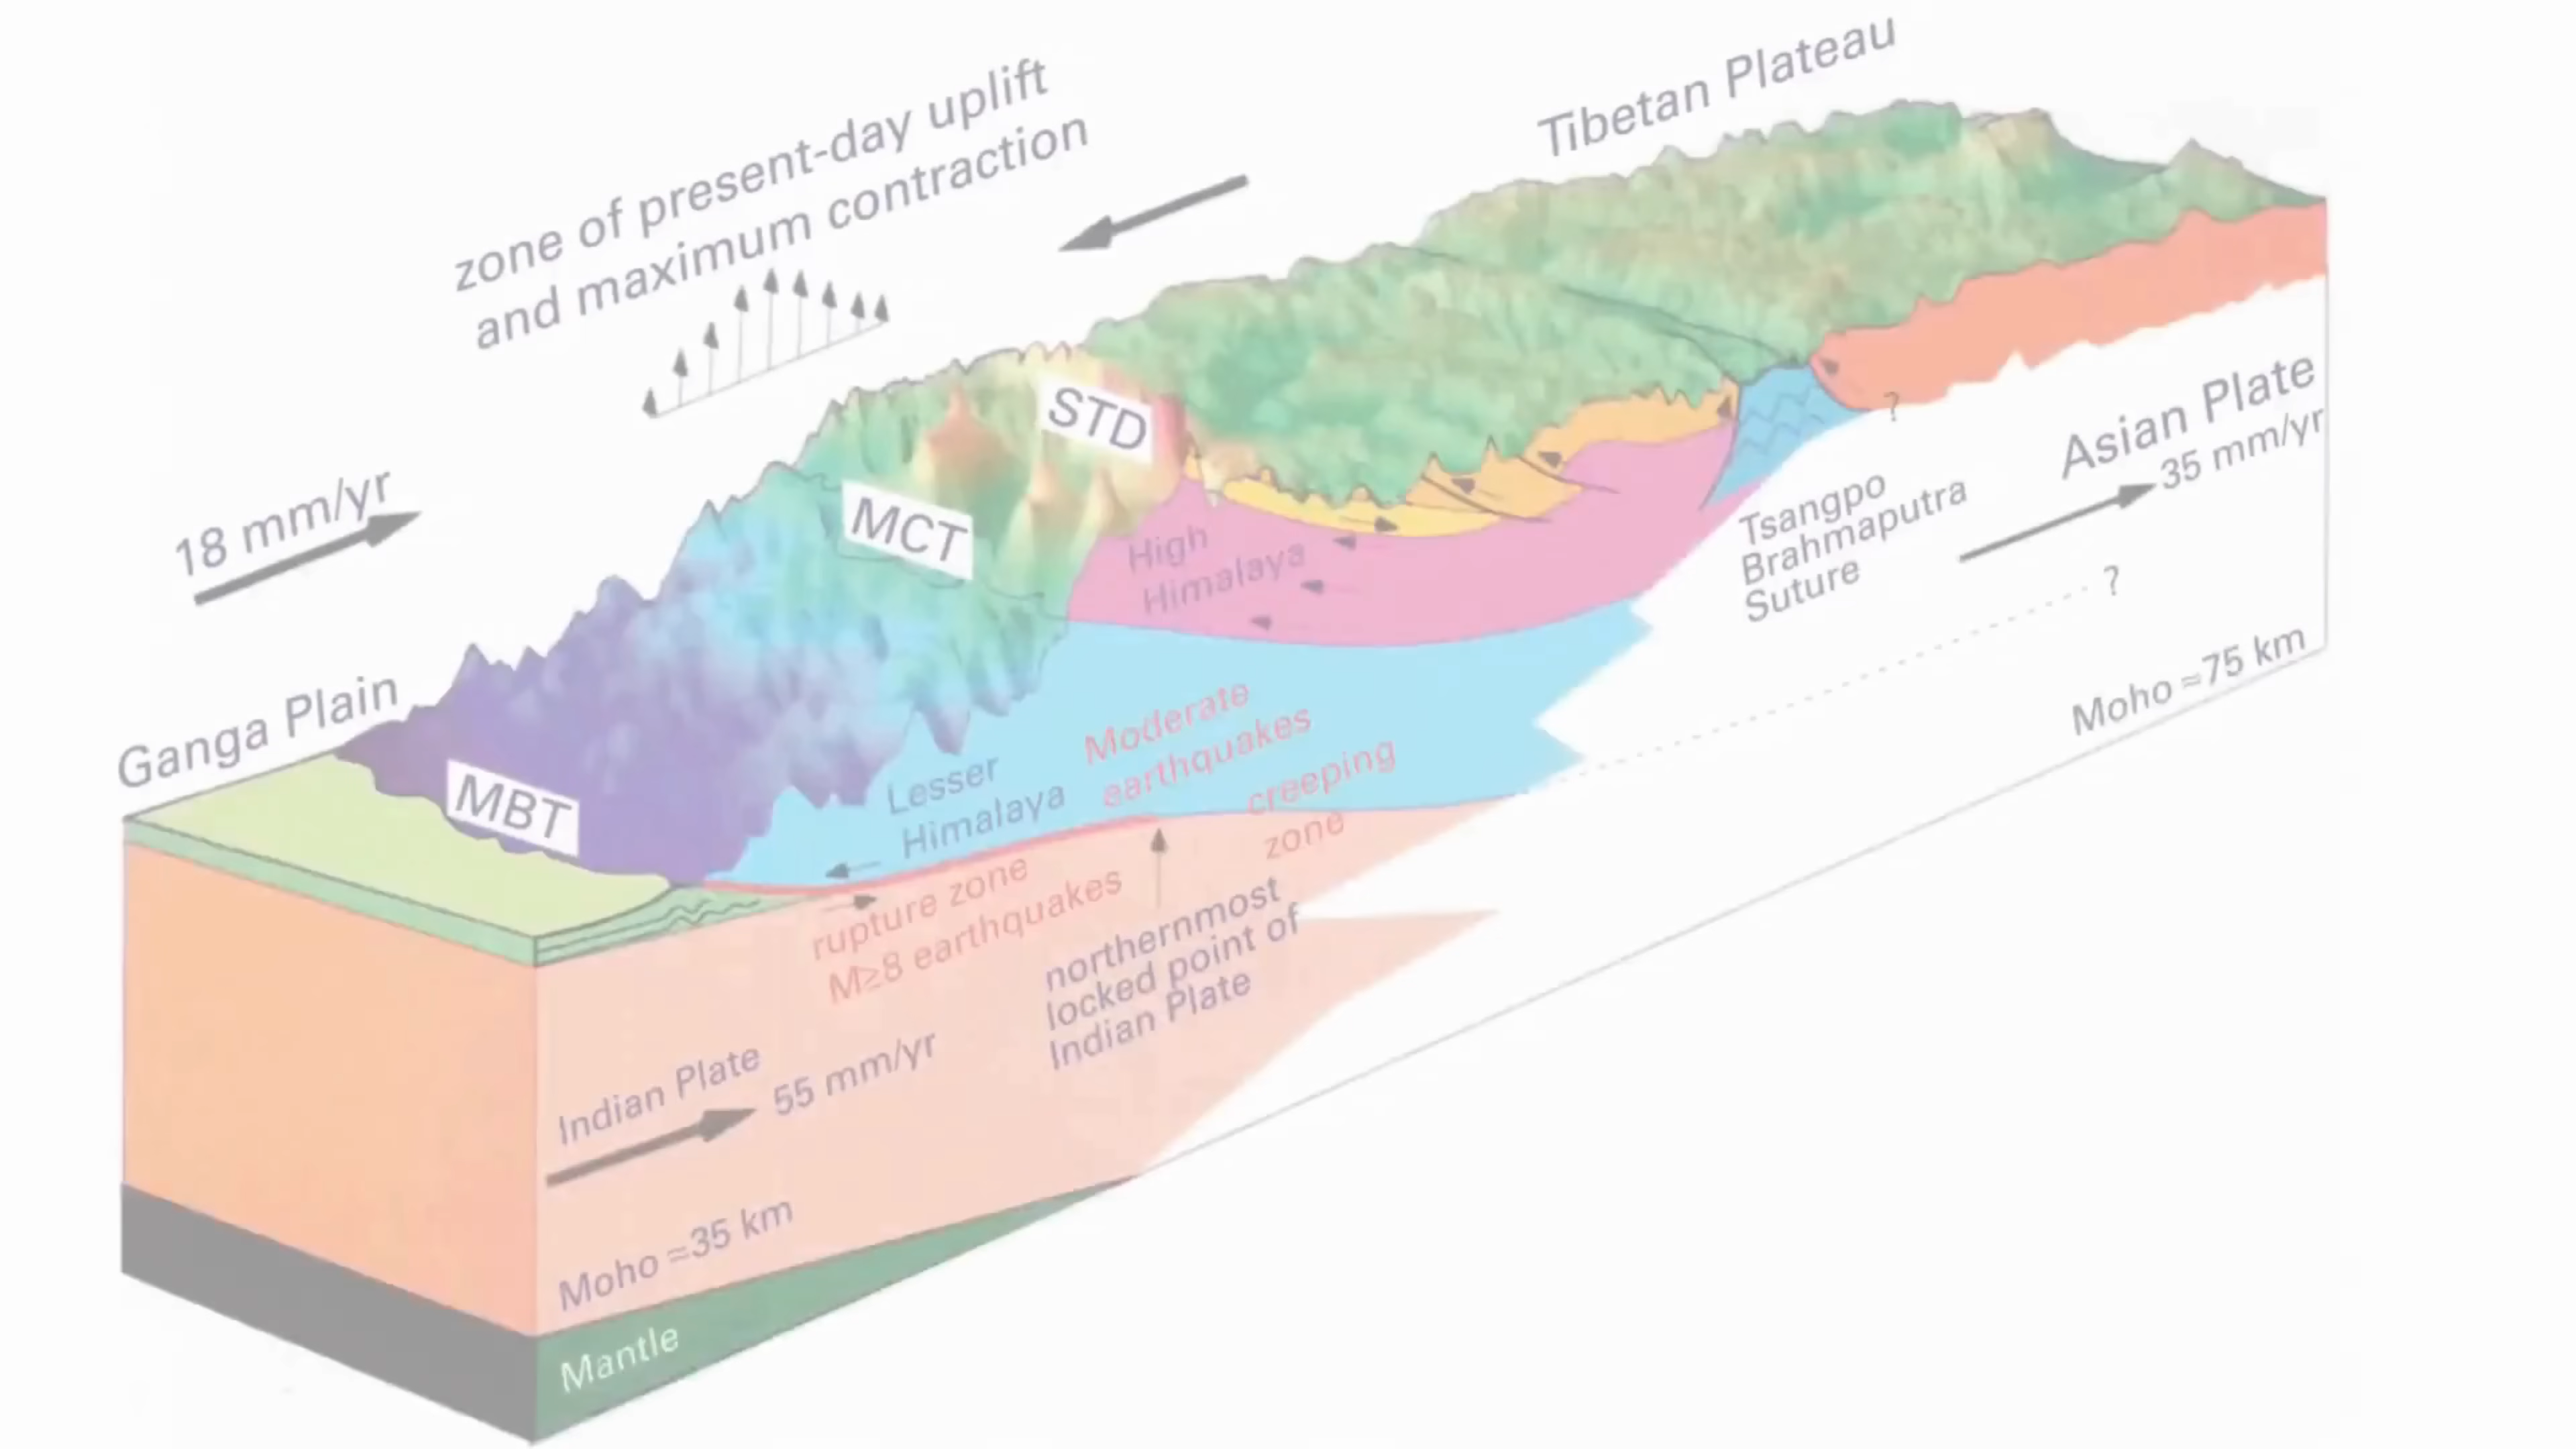 zone of present-day uplift
and maximum contraction
Tibetan Plateau
18 mm/yr
STD
MCT
Ganga Plain
MBT
High
Himalaya
Tsangpo
Brahmaputra
Suture
?
Asian Plate
35 mm/yr
?
Moho ≈75 km
Lesser
Himalaya
Moderate
earthquakes
creeping
zone
rupture zone
M≥8 earthquakes
northernmost
locked point of
Indian Plate
Indian Plate
55 mm/yr
Moho ≈35 km
Mantle